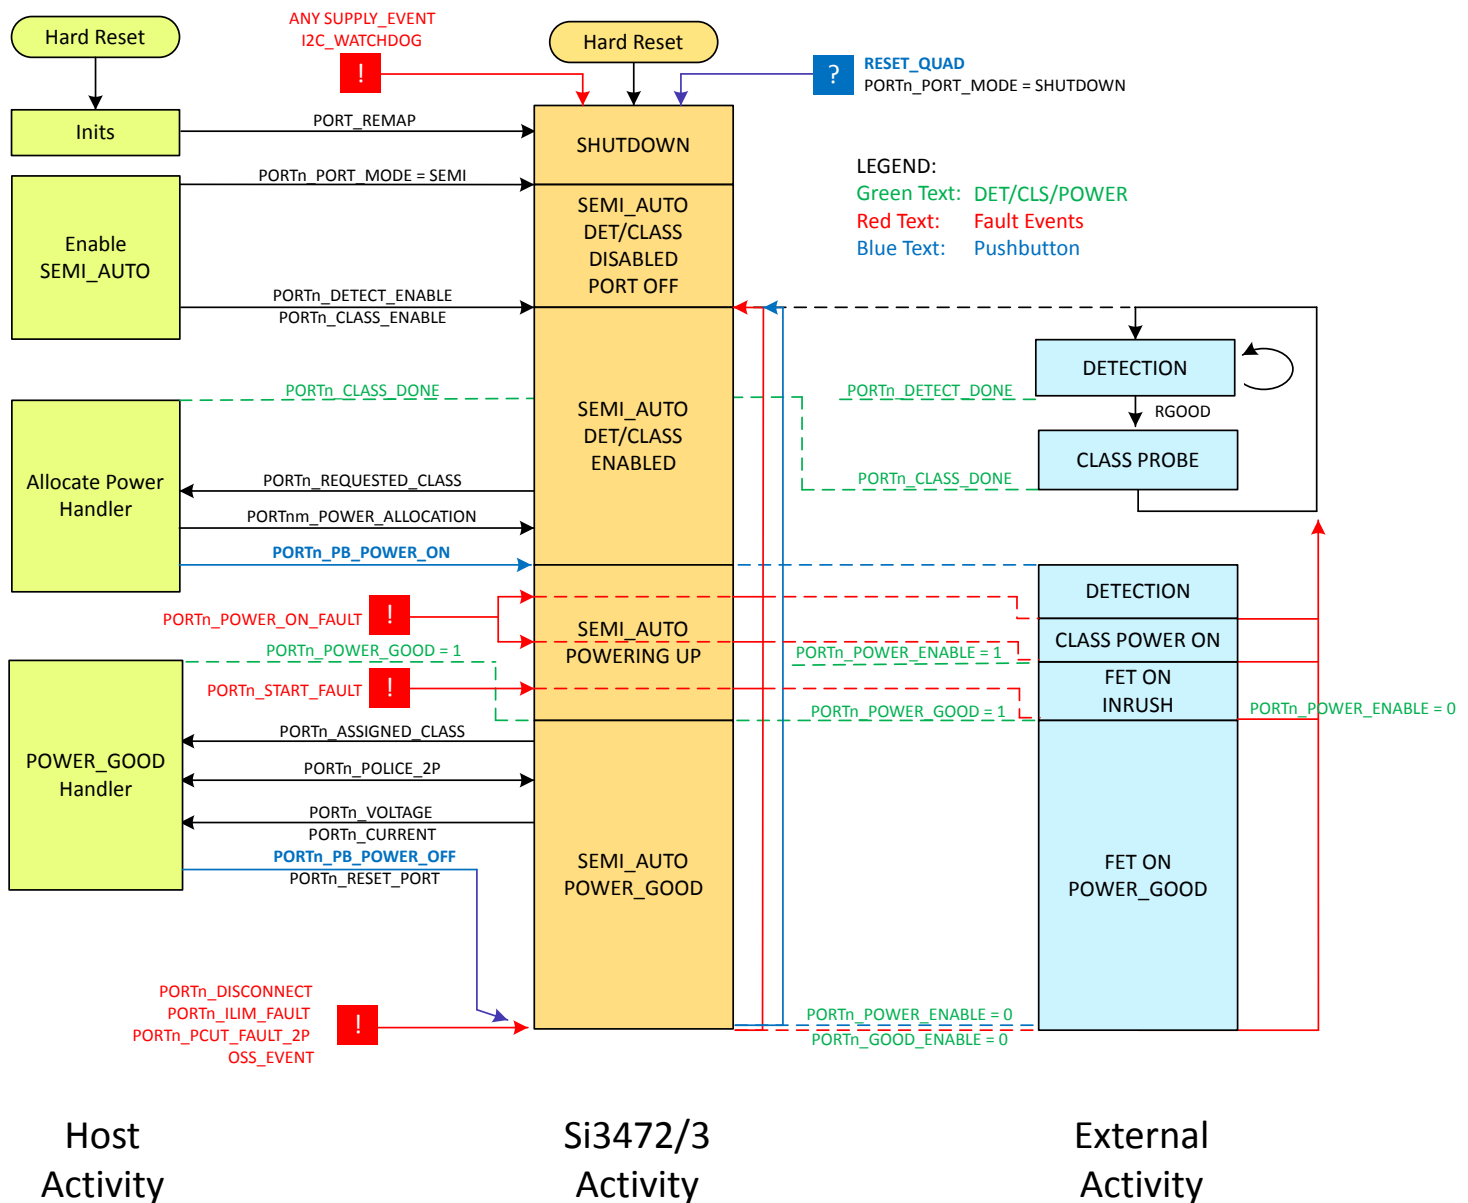 Hard Reset
ANY SUPPLY_EVENT
I2C_WATCHDOG
!
Hard Reset
?
RESET_QUAD
PORTn_PORT_MODE = SHUTDOWN
Inits
PORT_REMAP
SHUTDOWN
LEGEND:
Green Text: DET/CLS/POWER
Red Text: Fault Events
Blue Text: Pushbutton
Enable
SEMI_AUTO
PORTn_PORT_MODE = SEMI
SEMI_AUTO
DET/CLASS
DISABLED
PORT OFF
PORTn_DETECT_ENABLE
PORTn_CLASS_ENABLE
DETECTION
PORTn_DETECT_DONE
RGOOD
CLASS PROBE
PORTn_CLASS_DONE
PORTn_CLASS_DONE
SEMI_AUTO
DET/CLASS
ENABLED
Allocate Power
Handler
PORTn_REQUESTED_CLASS
PORTnm_POWER_ALLOCATION
PORTn_PB_POWER_ON
DETECTION
PORTn_POWER_ON_FAULT
!
SEMI_AUTO
POWERING UP
CLASS POWER ON
PORTn_POWER_GOOD = 1
PORTn_POWER_ENABLE = 1
FET ON
INRUSH
PORTn_START_FAULT
!
PORTn_POWER_GOOD = 1
PORTn_POWER_ENABLE = 0
POWER_GOOD
Handler
PORTn_ASSIGNED_CLASS
PORTn_POLICE_2P
PORTn_VOLTAGE
PORTn_CURRENT
PORTn_PB_POWER_OFF
PORTn_RESET_PORT
SEMI_AUTO
POWER_GOOD
FET ON
POWER_GOOD
PORTn_DISCONNECT
PORTn_ILIM_FAULT
PORTn_PCUT_FAULT_2P
OSS_EVENT
!
PORTn_POWER_ENABLE = 0
PORTn_GOOD_ENABLE = 0
Host
Activity
Si3472/3
Activity
External
Activity